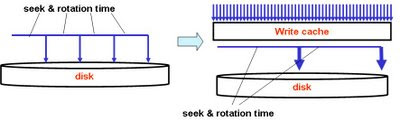 seek & rotation time
disk
Write cache
disk
seek & rotation time